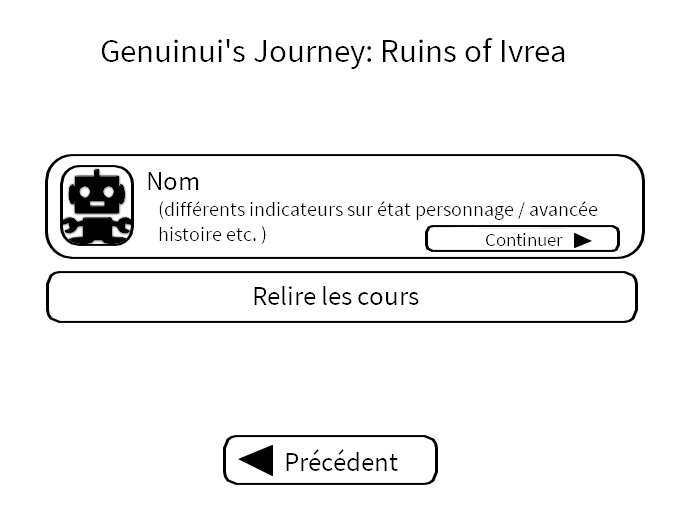 Genuinui's Journey: Ruins of Ivrea
Nom
(différents indicateurs sur état personnage / avancée
histoire etc. )
Continuer
Relire les cours
Précédent